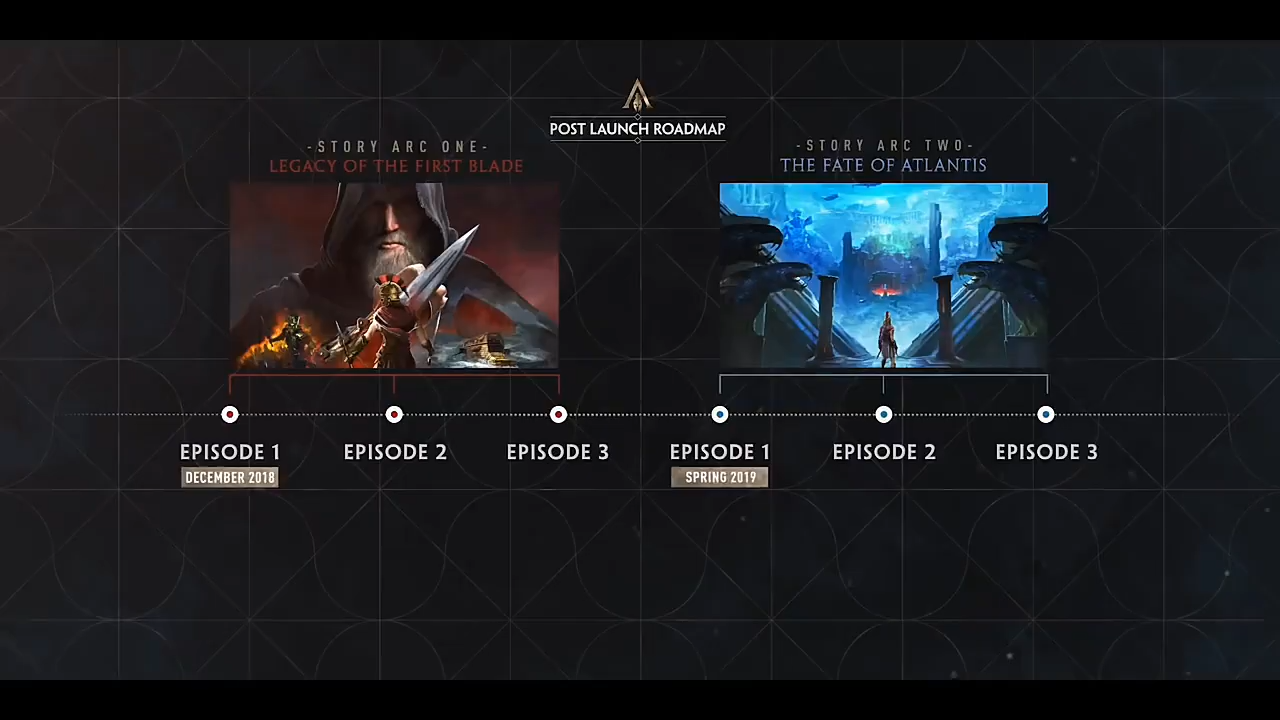 POST LAUNCH ROADMAP
-STORY ARC ONE-
LEGACY OF THE FIRST BLADE
-STORY ARC TWO-
THE FATE OF ATLANTIS
EPISODE 1
EPISODE 2
EPISODE 3
EPISODE 1
EPISODE 2
EPISODE 3
DECEMBER 2018
SPRING 2019